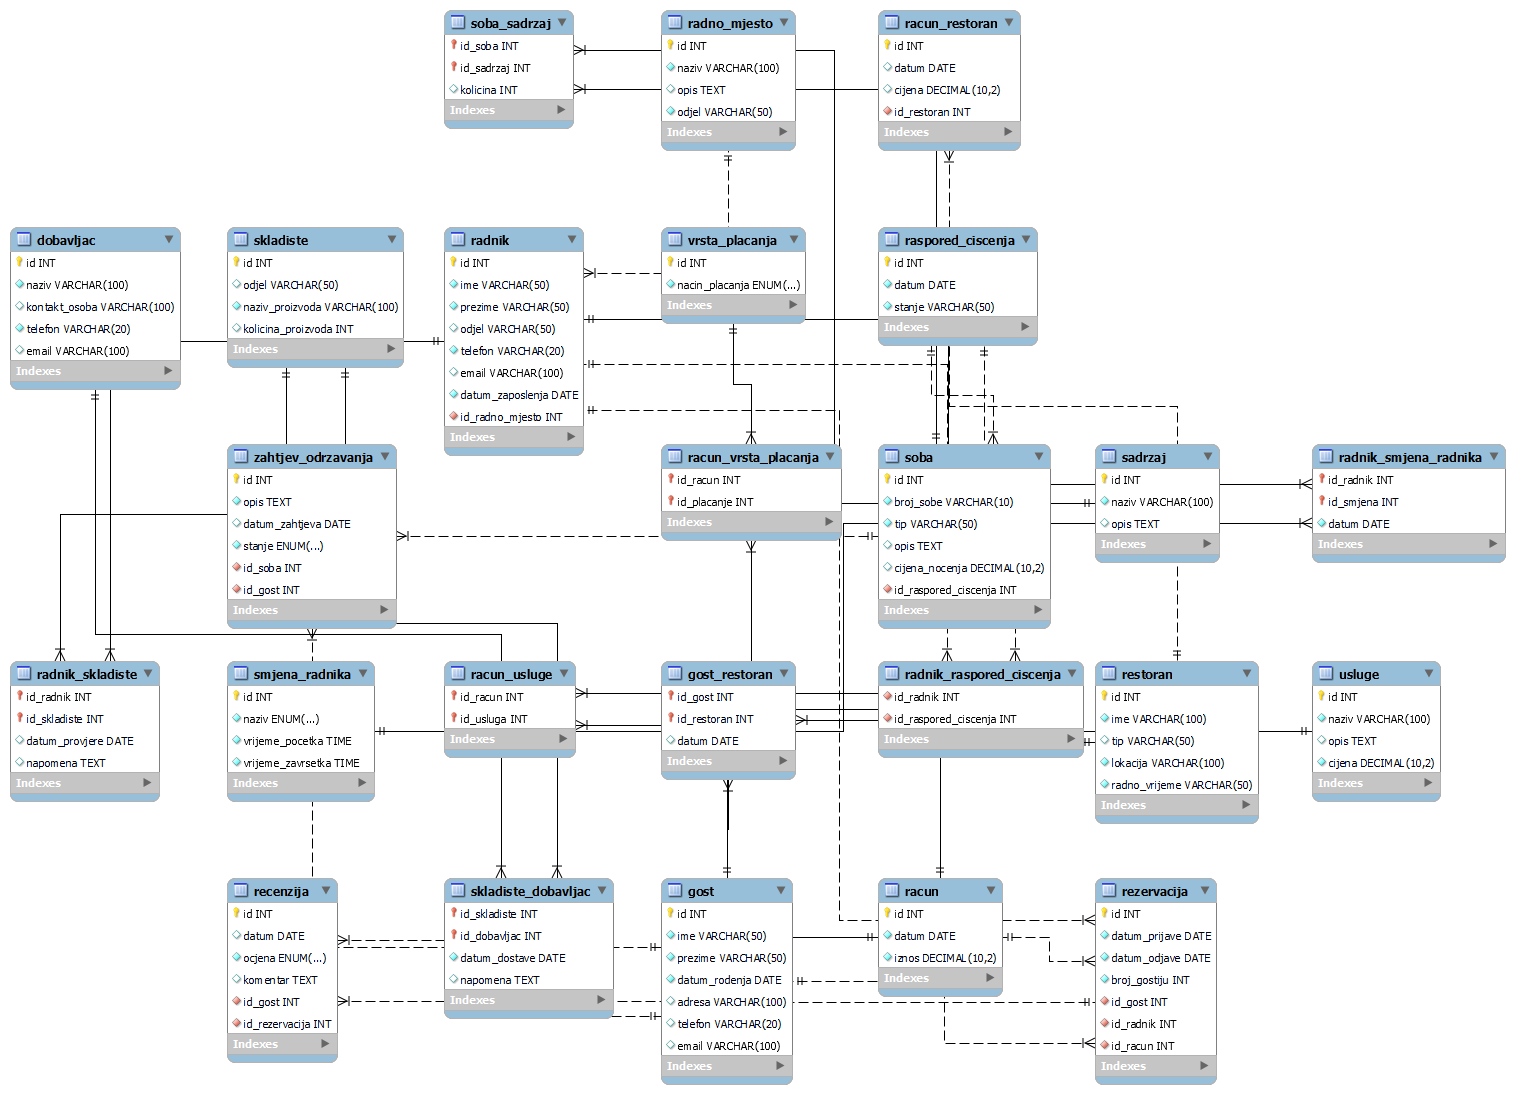 soba_sadrzaj
id_soba INT
id_sadrzaj INT
kolicina INT
Indexes
radno_mjesto
id INT
naziv VARCHAR(100)
opis TEXT
odjel VARCHAR(50)
Indexes
racun_restoran
id INT
datum DATE
cijena DECIMAL(10,2)
id_restoran INT
Indexes
dobavljac
id INT
naziv VARCHAR(100)
kontakt_osoba VARCHAR(100)
telefon VARCHAR(20)
email VARCHAR(100)
Indexes
skladiste
id INT
odjel VARCHAR(50)
naziv_proizvoda VARCHAR(100)
kolicina_proizvoda INT
Indexes
radnik
id INT
ime VARCHAR(50)
prezime VARCHAR(50)
odjel VARCHAR(50)
telefon VARCHAR(20)
email VARCHAR(100)
datum_zaposlenja DATE
id_radno_mjesto INT
Indexes
vrsta_placanja
id INT
nacin_placanja ENUM(...)
Indexes
raspored_ciscenja
id INT
datum DATE
stanje VARCHAR(50)
Indexes
zahtjev_odrzavanja
id INT
opis TEXT
datum_zahtjeva DATE
stanje ENUM(...)
id_soba INT
id_gost INT
Indexes
racun_vrsta_placanja
id_racun INT
id_placanje INT
Indexes
soba
id INT
broj_sobe VARCHAR(10)
tip VARCHAR(50)
opis TEXT
cijena_nocenja DECIMAL(10,2)
id_raspored_ciscenja INT
Indexes
sadrzaj
id INT
naziv VARCHAR(100)
opis TEXT
Indexes
radnik_smjena_radnika
id_radnik INT
id_smjena INT
datum DATE
Indexes
radnik_skladiste
id_radnik INT
id_skladiste INT
datum_provjere DATE
napomena TEXT
Indexes
smjena_radnika
id INT
naziv ENUM(...)
vrijeme_pocetka TIME
vrijeme_zavrsetka TIME
Indexes
racun_usluge
id_racun INT
id_usluga INT
Indexes
gost_restoran
id_gost INT
id_restoran INT
datum DATE
Indexes
radnik_raspored_ciscenja
id_radnik INT
id_raspored_ciscenja INT
Indexes
restoran
id INT
ime VARCHAR(100)
tip VARCHAR(50)
lokacija VARCHAR(100)
radno_vrijeme VARCHAR(50)
Indexes
usluge
id INT
naziv VARCHAR(100)
opis TEXT
cijena DECIMAL(10,2)
Indexes
recenzija
id INT
datum DATE
ocjena ENUM(...)
komentar TEXT
id_gost INT
id_rezervacija INT
Indexes
skladiste_dobavljac
id_skladiste INT
id_dobavljac INT
datum_dostave DATE
napomena TEXT
Indexes
gost
id INT
ime VARCHAR(50)
prezime VARCHAR(50)
datum_rodenja DATE
adresa VARCHAR(100)
telefon VARCHAR(20)
email VARCHAR(100)
Indexes
racun
id INT
datum DATE
iznos DECIMAL(10,2)
Indexes
rezervacija
id INT
datum_prijave DATE
datum_odjave DATE
broj_gostiju INT
id_gost INT
id_radnik INT
id_racun INT
Indexes